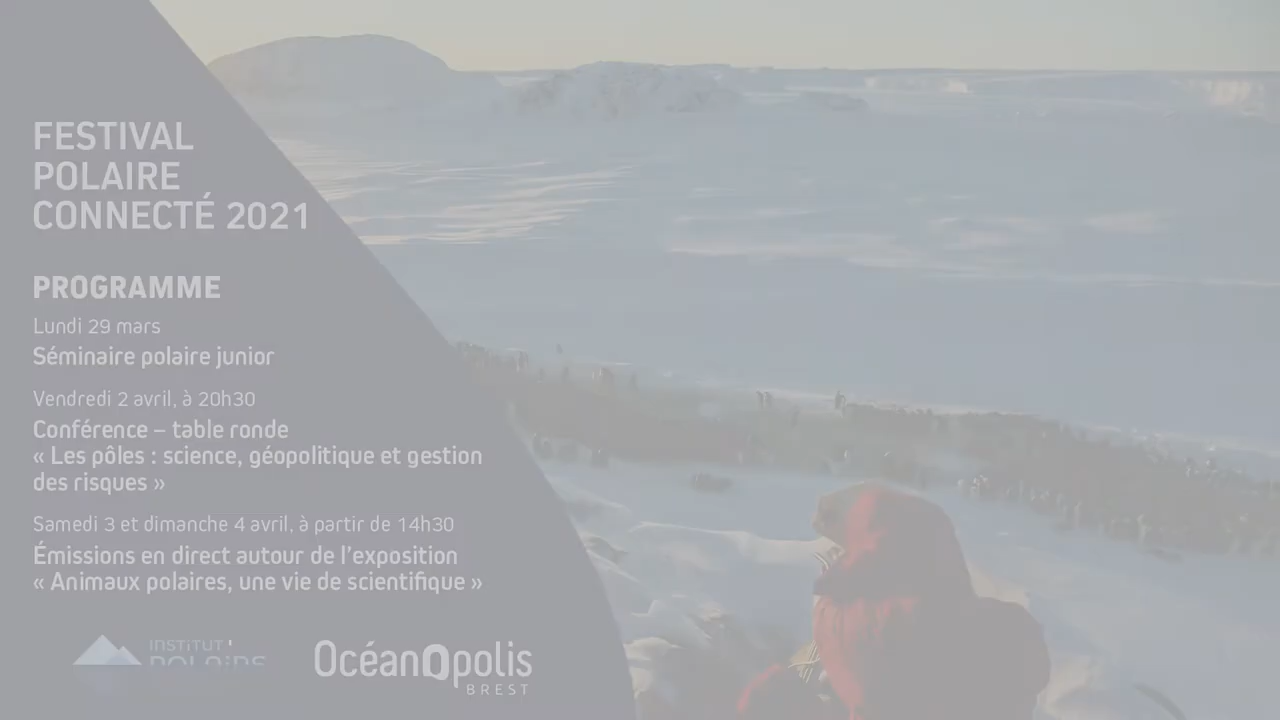 FESTIVAL
POLAIRE
CONNECTÉ 2021
PROGRAMME
Lundi 29 mars
Séminaire polaire junior
Vendredi 2 avril, à 20h30
Conférence – table ronde
« Les pôles : science, géopolitique et gestion
des risques »
Samedi 3 et dimanche 4 avril, à partir de 14h30
Émissions en direct autour de l'exposition
« Animaux polaires, une vie de scientifique »
INSTITUT
OcéanOpolis
BREST